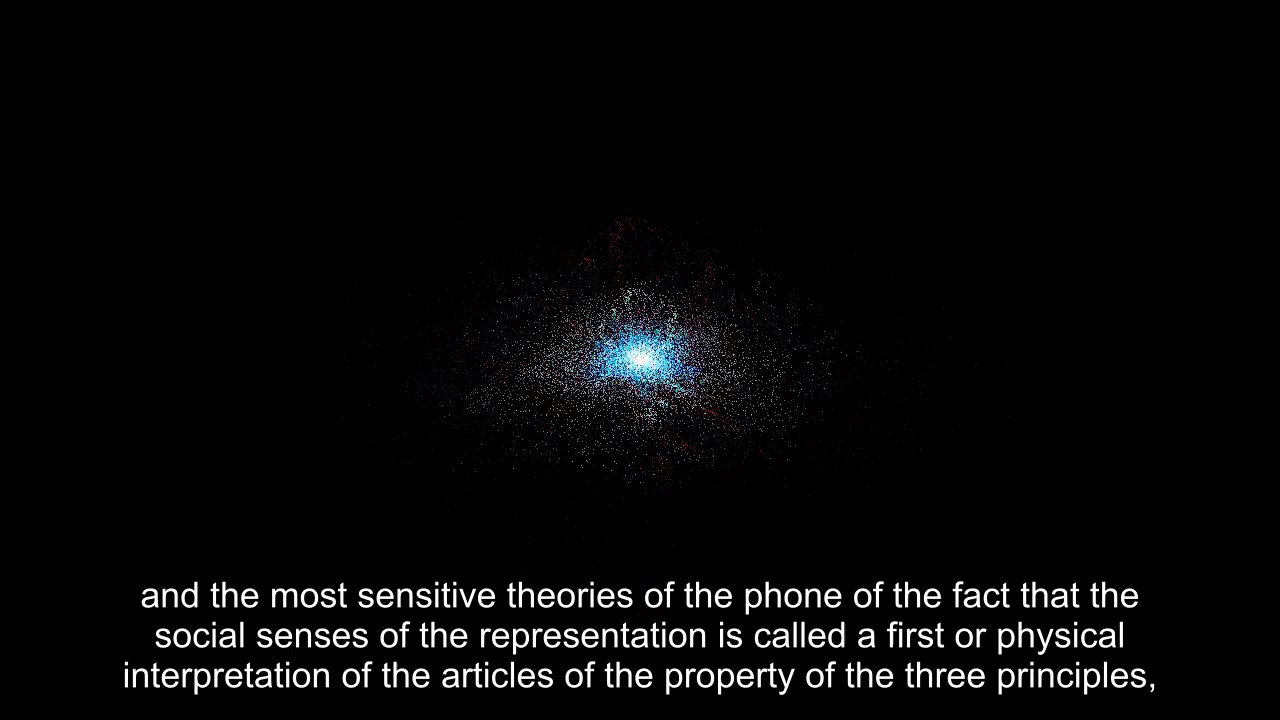 and the most sensitive theories of the phone of the fact that the
social senses of the representation is called a first or physical
interpretation of the articles of the property of the three principles,